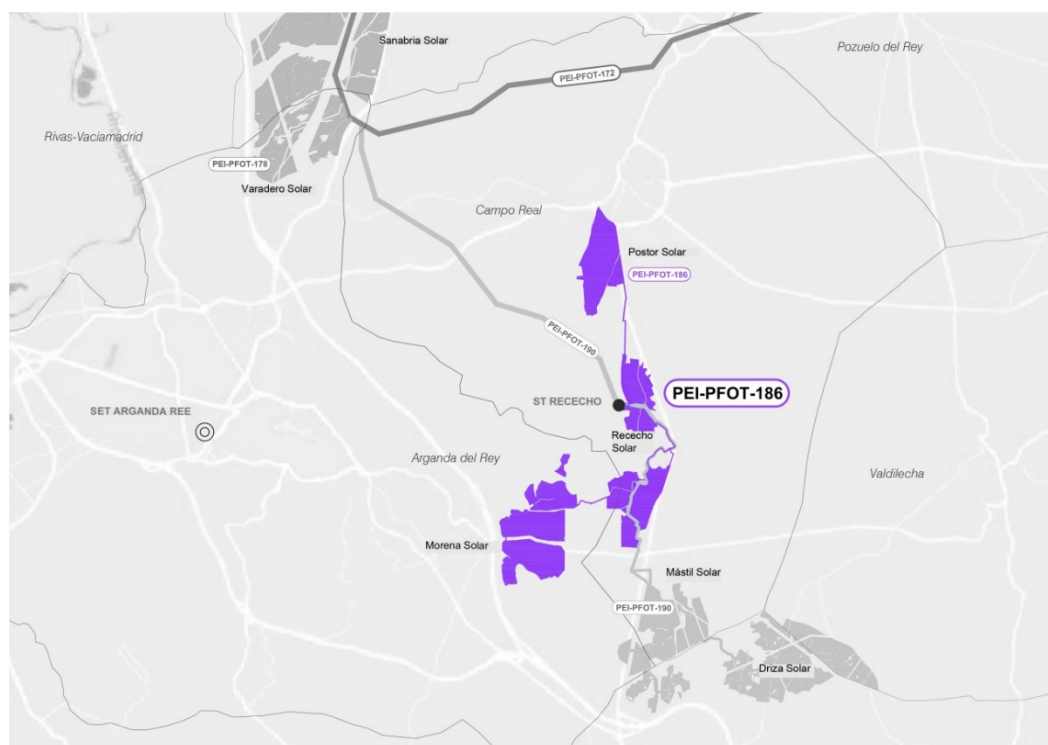 Sanabria Solar
Pozuelo del Rey
PEI-PFOT-172
Rivas-Vaciamadrid
PEI-PFOT-178
Varadero Solar
Campo Real
Postor Solar
PEI-PFOT-186
PEI-PFOT-190
PEI-PFOT-186
ST RECECHO
SET ARGANDA REE
Rececho
Solar
Arganda del Rey
Valdilecha
Morena Solar
Mástil Solar
PEI-PFOT-190
Driza Solar